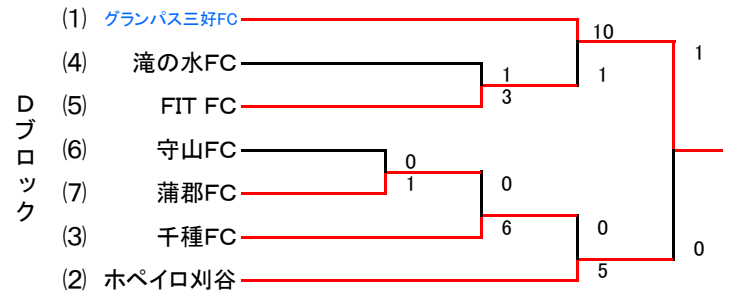 Dブロック
(1) グランパス三好FC
10
(4) 滝の水FC
1
1
1
(5) FIT FC
3
(6) 守山FC
0
(7) 蒲郡FC
1
0
(3) 千種FC
6
0
0
(2) ホペイロ刈谷
5